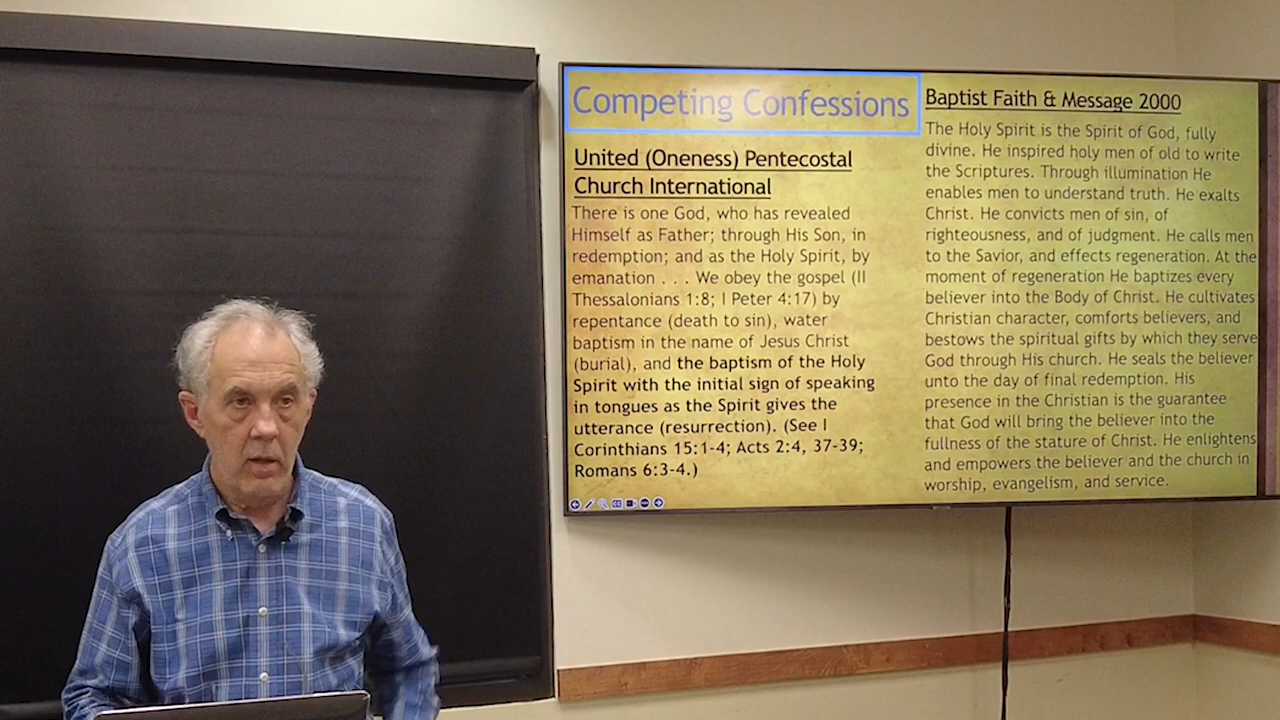 Competing Confessions
United (Oneness) Pentecostal
Church International
There is one God, who has revealed
Himself as Father; through His Son, in
redemption; and as the Holy Spirit, by
emanation . . . We obey the gospel (II
Thessalonians 1:8; I Peter 4:17) by
repentance (death to sin), water
baptism in the name of Jesus Christ
(burial), and the baptism of the Holy
Spirit with the initial sign of speaking
in tongues as the Spirit gives the
utterance (resurrection). (See I
Corinthians 15:1-4; Acts 2:4, 37-39;
Romans 6:3-4.)
Baptist Faith & Message 2000
The Holy Spirit is the Spirit of God, fully
divine. He inspired holy men of old to write
the Scriptures. Through illumination He
enables men to understand truth. He exalts
Christ. He convicts men of sin, of
righteousness, and of judgment. He calls men
to the Savior, and effects regeneration. At the
moment of regeneration He baptizes every
believer into the Body of Christ. He cultivates
Christian character, comforts believers, and
bestows the spiritual gifts by which they serve
God through His church. He seals the believer
unto the day of final redemption. His
presence in the Christian is the guarantee
that God will bring the believer into the
fullness of the stature of Christ. He enlightens
and empowers the believer and the church in
worship, evangelism, and service.